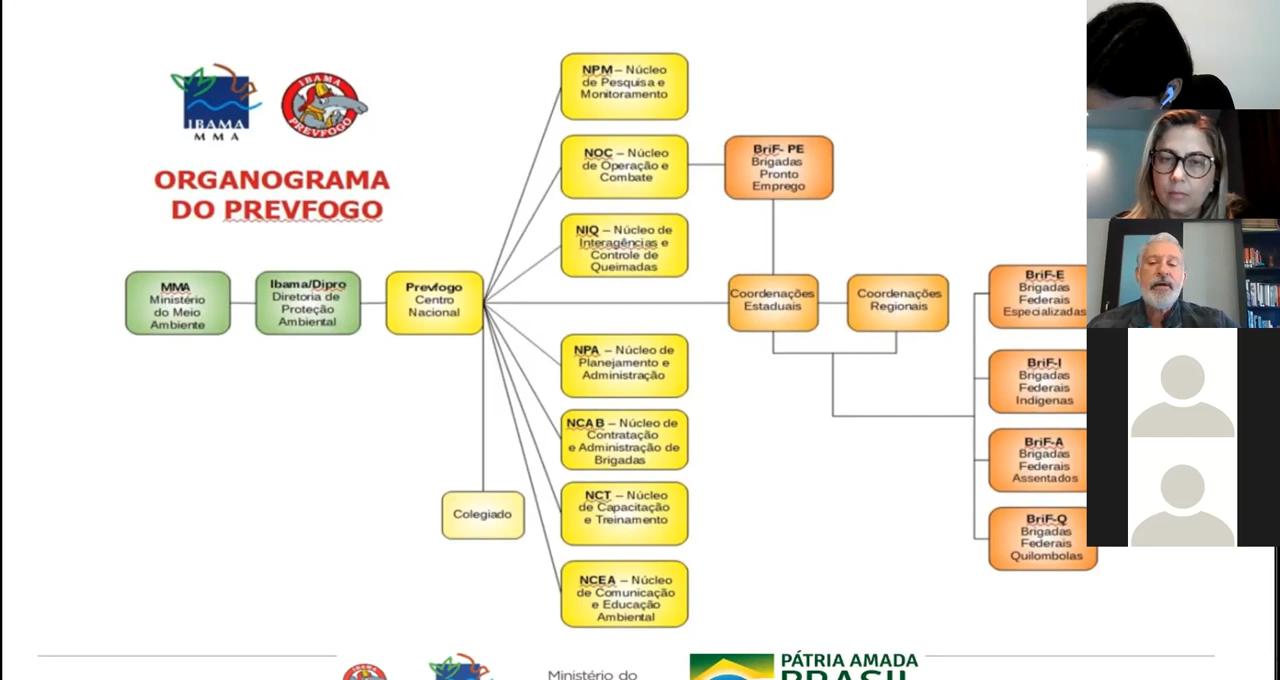 IBAMA
M M A
IBAMA
PREVFOGO
ORGANOGRAMA
DO PREVFOGO
MMA
Ministério
do Meio
Ambiente
Ibama/Dipro
Diretoria de
Proteção
Ambiental
Prevfogo
Centro
Nacional
Colegiado
NPM – Núcleo
de Pesquisa e
Monitoramento
NOC – Núcleo
de Operação e
Combate
NIQ – Núcleo de
Interagências e
Controle de
Queimadas
NPA – Núcleo de
Planejamento e
Administração
NCAB – Núcleo de
Contratação
e Administração de
Brigadas
NCT – Núcleo
de Capacitação
e Treinamento
NCEA – Núcleo
de Comunicação
e Educação
Ambiental
BriF- PE
Brigadas
Pronto
Emprego
Coordenações
Estaduais
Coordenações
Regionais
BriF-E
Brigadas
Federais
Especializadas
BriF-I
Brigadas
Federais
Indígenas
BriF-A
Brigadas
Federais
Assentados
BriF-Q
Brigadas
Federais
Quilombolas
IBAMA
Ministério do
PÁTRIA AMADA
BRASIL